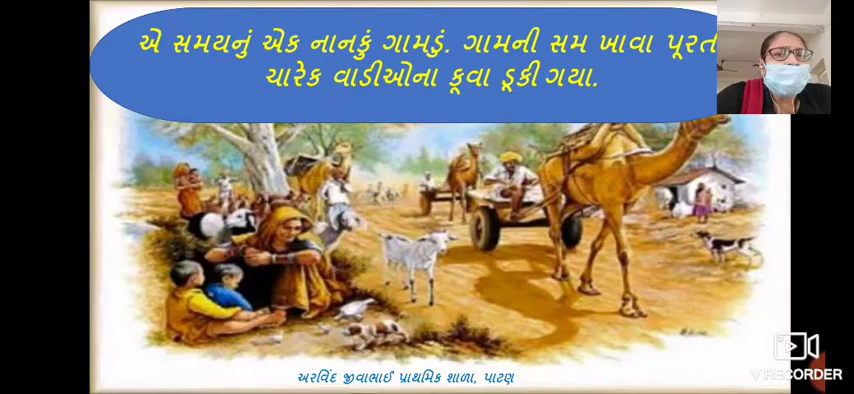 એ સમયનું એક નાનકું ગામડું. ગામની સમ ખાવા પૂરત
ચારેક વાડીઓના કૂવા ડૂકી ગયા.
અરવિંદ જીવાભાઈ પ્રાથમિક શાળા, પાટણ
V RECORDER